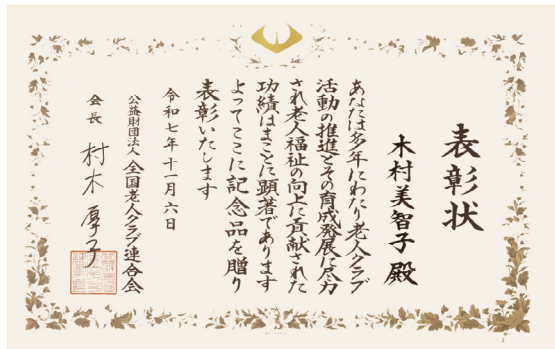 表彰状
木村美智子 殿
あなたは多年にわたり老人クラブ
活動の推進とその育成発展に尽力
され老人福祉の向上に貢献された
功績はまことに顕著であります
よってここに記念品を贈り
表彰いたします
令和七年十一月六日
公益財団法人 全国老人クラブ連合会
会長 村木厚子